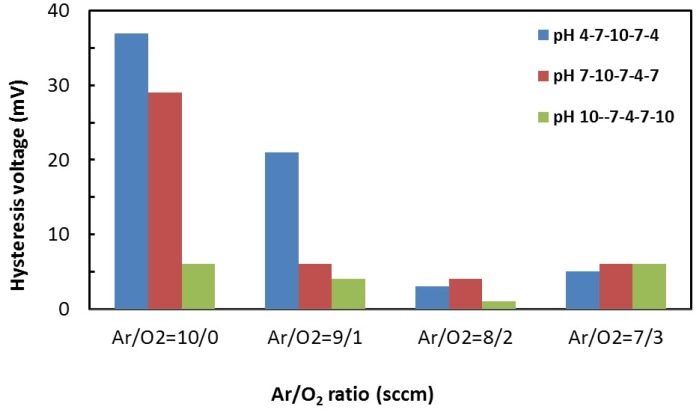 40
30
20
10
0
Hysteresis voltage (mV)
pH 4-7-10-7-4
pH 7-10-7-4-7
pH 10--7-4-7-10
Ar/O2=10/0
Ar/O2=9/1
Ar/O2=8/2
Ar/O2=7/3
Ar/O₂ ratio (sccm)